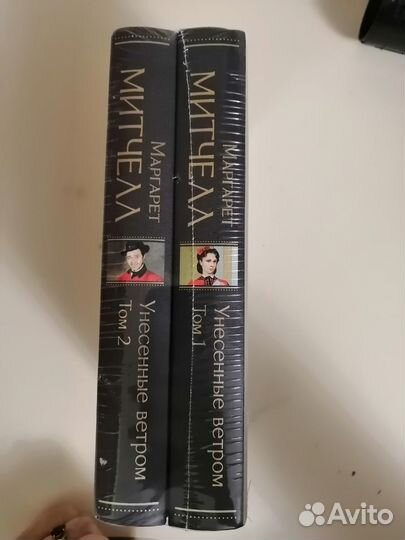 Маргарет
МИТЧЕЛЛ
Унесенные ветром
Том 2
Маргарет
МИТЧЕЛЛ
Унесенные ветром
Том 1
Avito